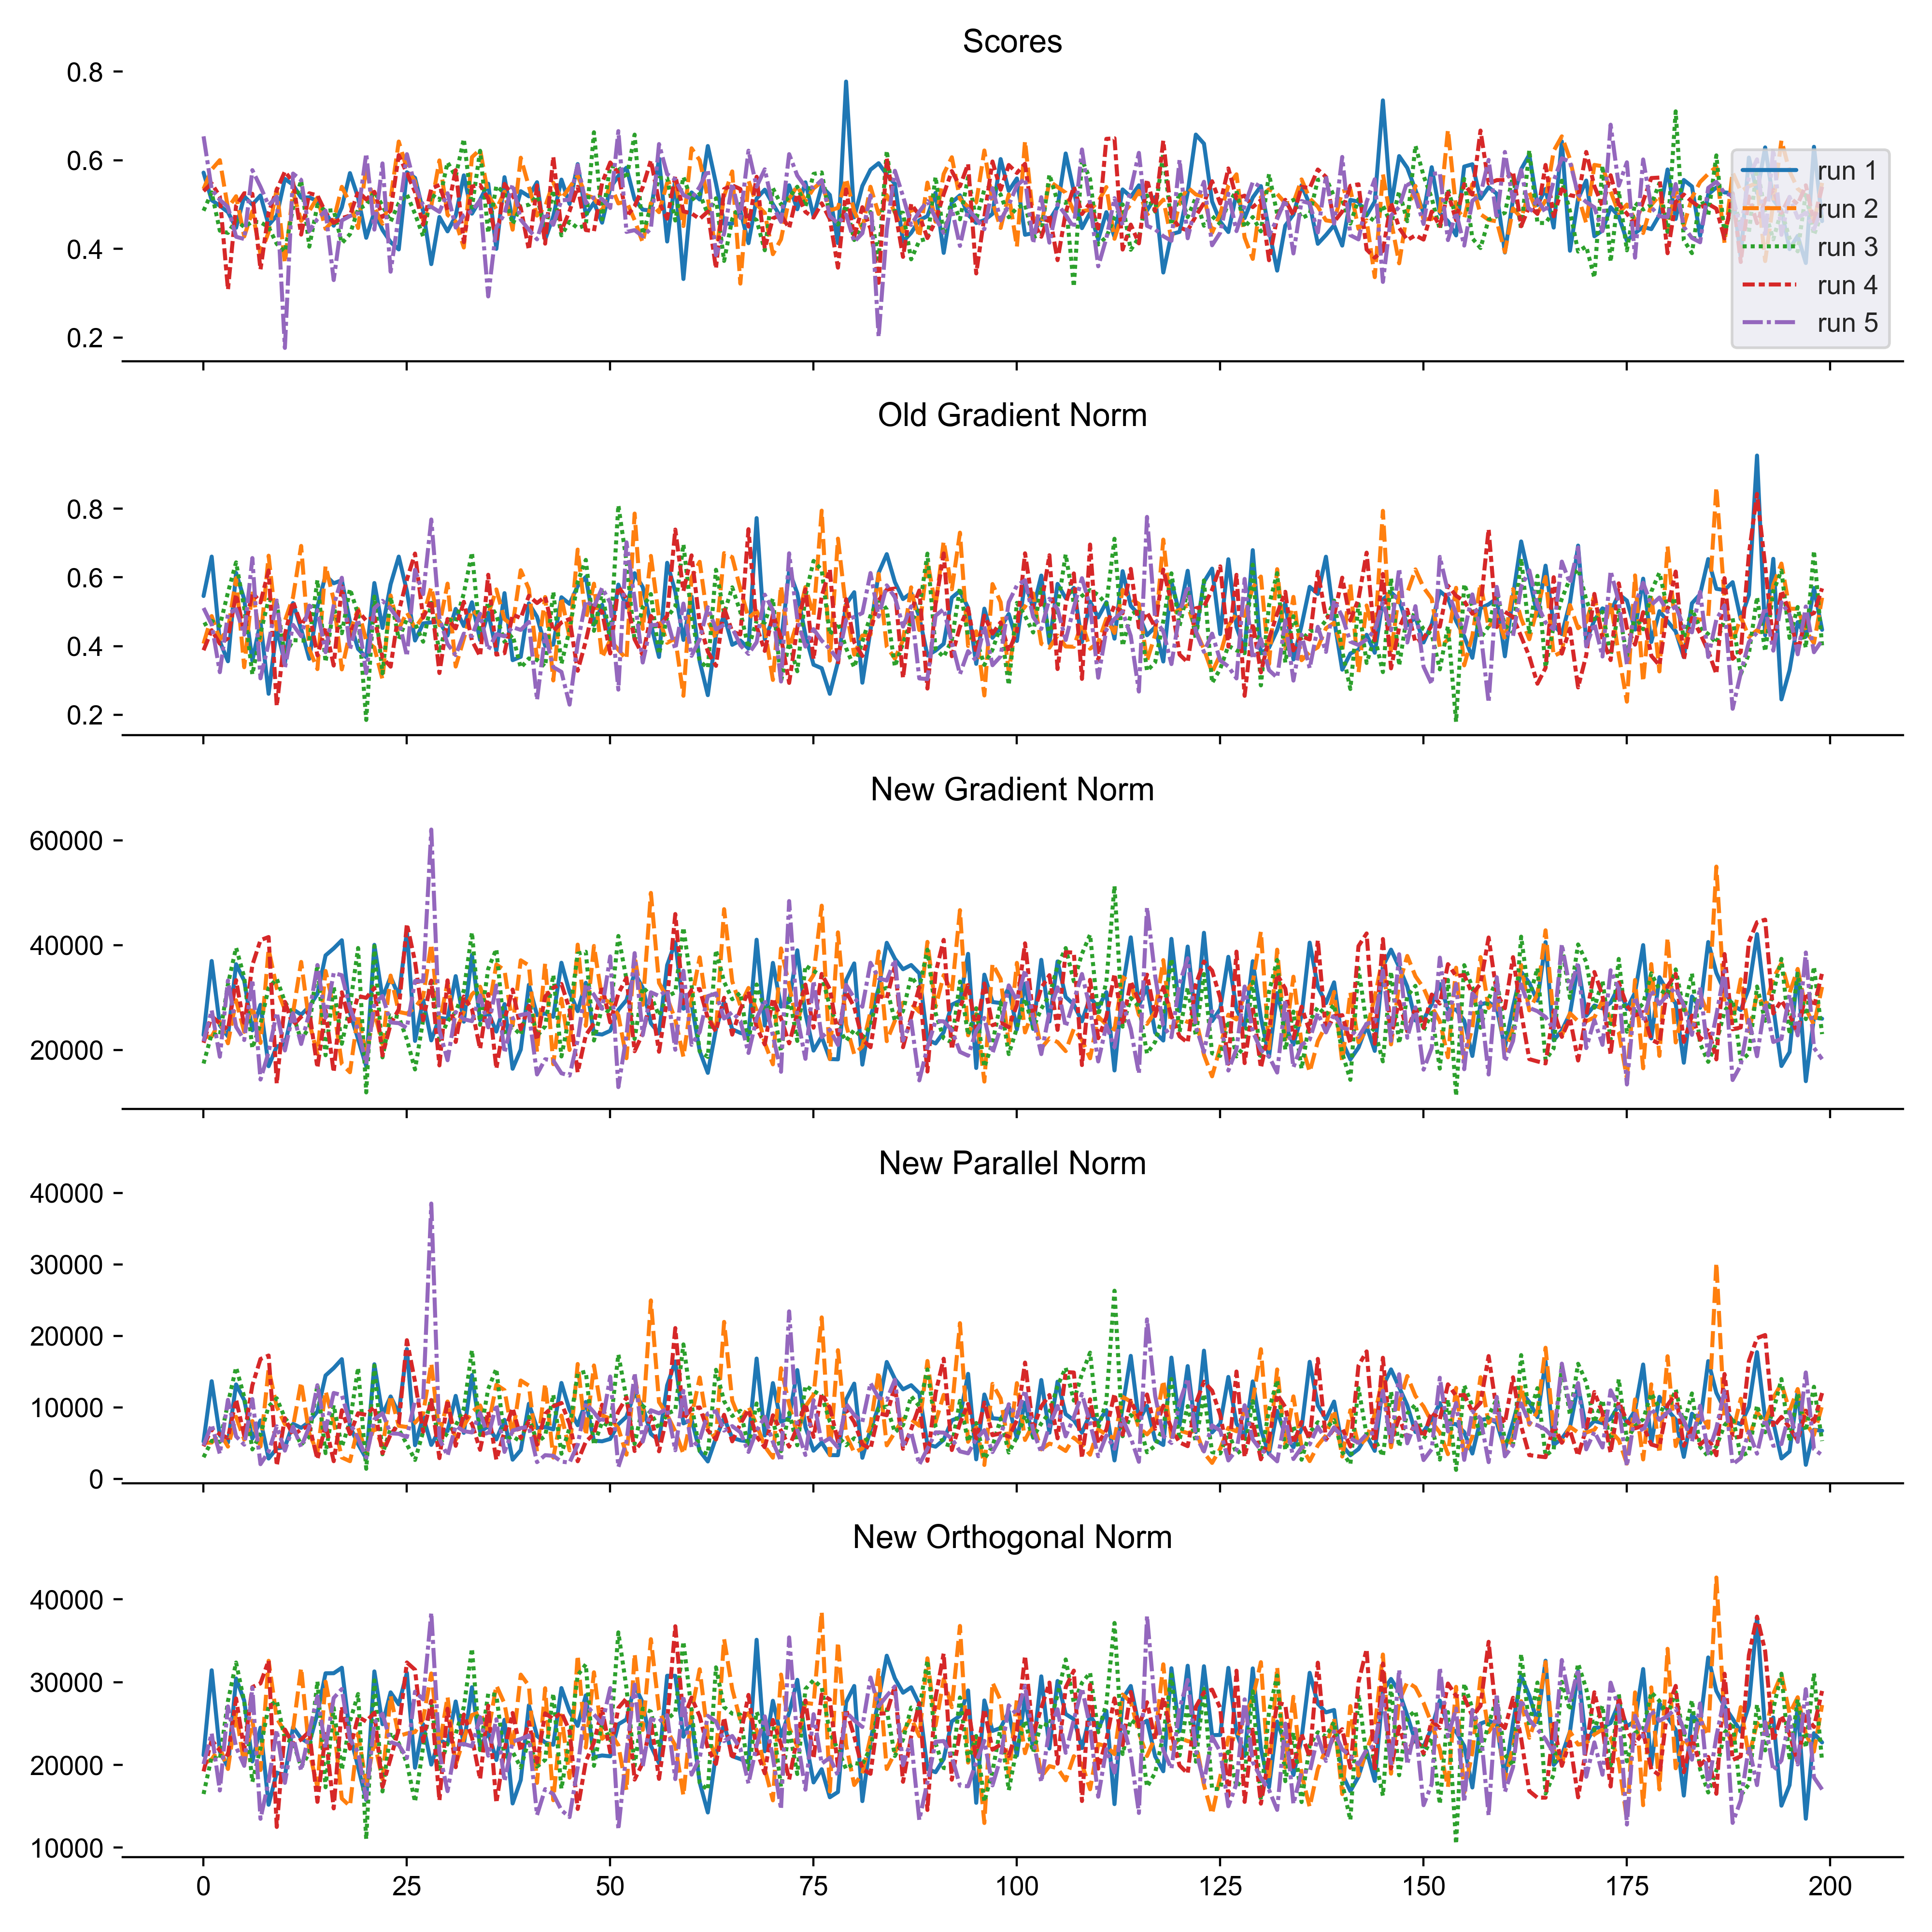 Scores
0.8
0.6
0.4
0.2
run 1
run 2
run 3
run 4
run 5
Old Gradient Norm
0.8
0.6
0.4
0.2
New Gradient Norm
60000
40000
20000
New Parallel Norm
40000
30000
20000
10000
0
New Orthogonal Norm
40000
30000
20000
10000
0 25 50 75 100 125 150 175 200